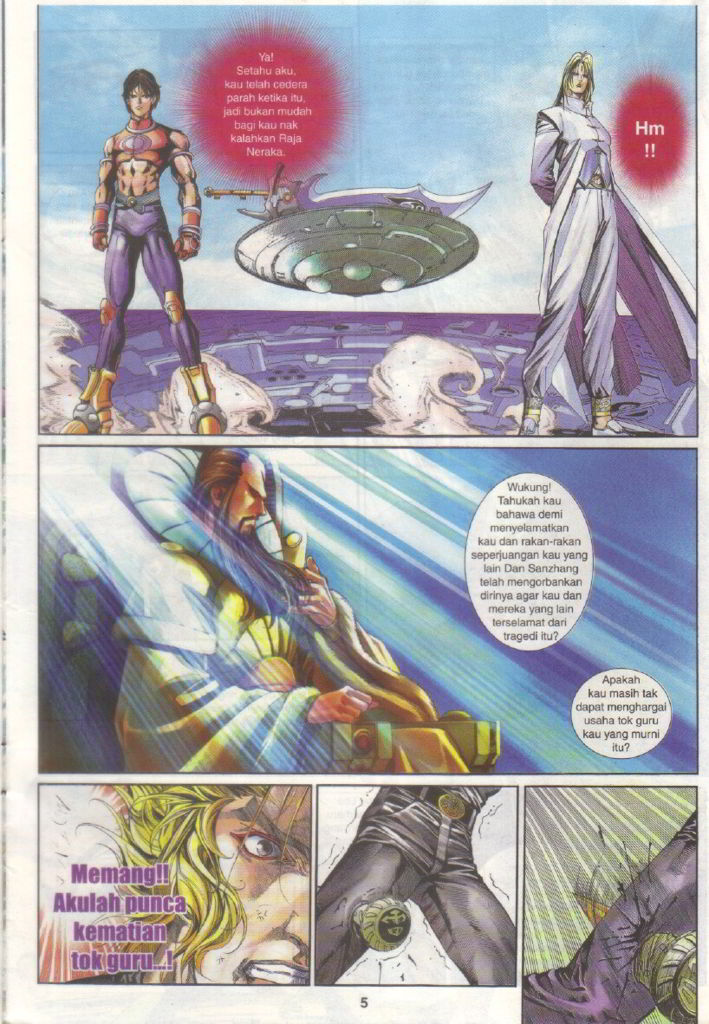 Ya!
Setahu aku,
kau telah cedera
parah ketika itu,
jadi bukan mudah
bagi kau nak
kalahkan Raja
Neraka.
Hm
!!
Wukung!
Tahukah kau
bahawa demi
menyelamatkan
kau dan rakan-rakan
seperjuangan kau yang
lain Dan Sanzhang
telah mengorbankan
dirinya agar kau dan
mereka yang lain
terselamat dari
tragedi itu?
Apakah
kau masih tak
dapat menghargai
usaha tok guru
kau yang murni
itu?
Memang!!
Akulah punca
kematian
tok guru...!
5